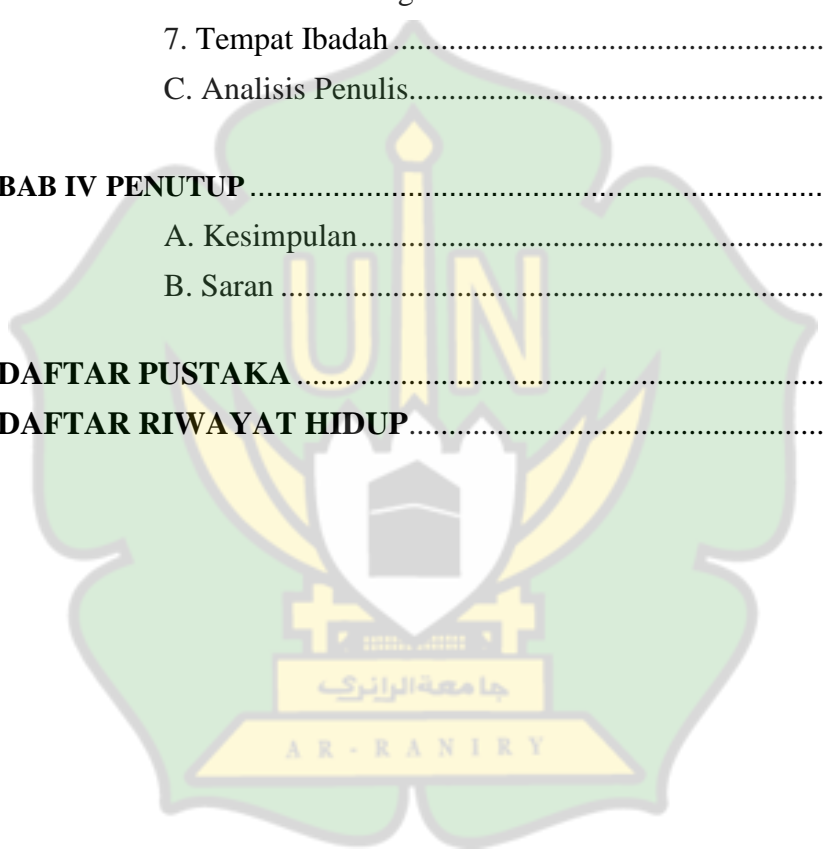 7. Tempat Ibadah ........................................................
C. Analisis Penulis........................................................
BAB IV PENUTUP ........................................................
A. Kesimpulan ........................................................
B. Saran ........................................................
DAFTAR PUSTAKA ........................................................
DAFTAR RIWAYAT HIDUP........................................................
UIN
جامعة الرانري
AR-RANIRY